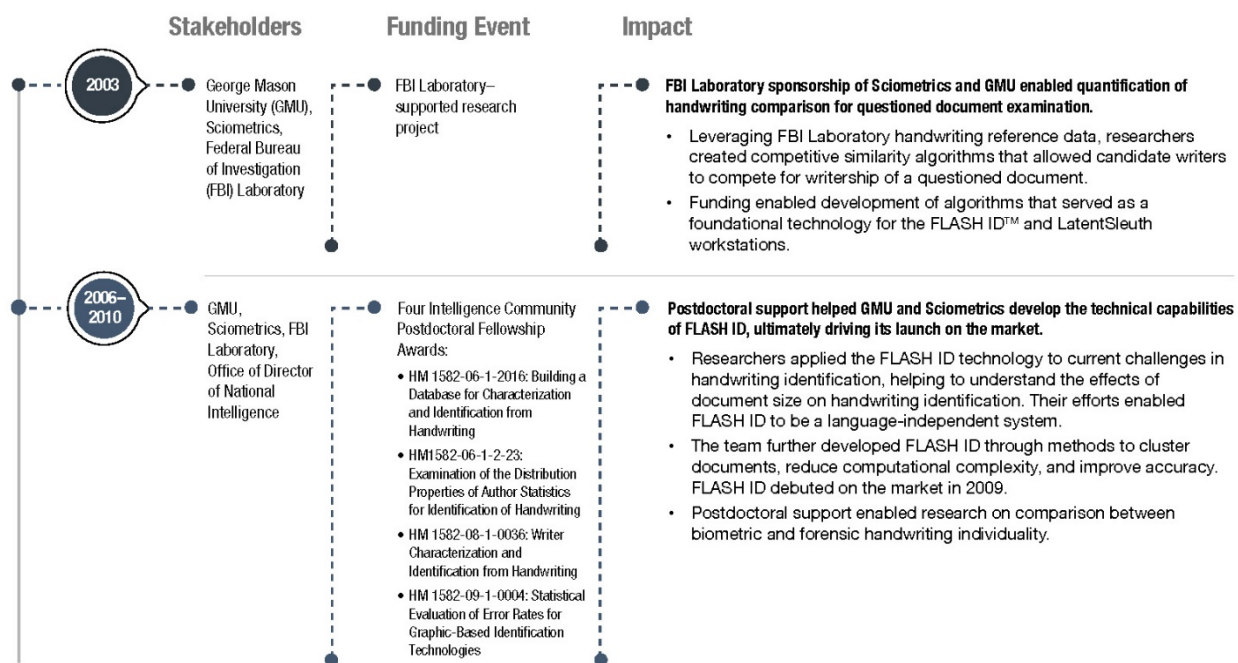 Stakeholders
Funding Event
Impact
2003
George Mason
University (GMU),
Sciometrics,
Federal Bureau
of Investigation
(FBI) Laboratory
FBI Laboratory–
supported research
project
FBI Laboratory sponsorship of Sciometrics and GMU enabled quantification of
handwriting comparison for questioned document examination.
• Leveraging FBI Laboratory handwriting reference data, researchers
created competitive similarity algorithms that allowed candidate writers
to compete for writership of a questioned document.
• Funding enabled development of algorithms that served as a
foundational technology for the FLASH ID™ and LatentSleuth
workstations.
2006–
2010
GMU,
Sciometrics, FBI
Laboratory,
Office of Director
of National
Intelligence
Four Intelligence Community
Postdoctoral Fellowship
Awards:
• HM 1582-06-1-2016: Building a
Database for Characterization
and Identification from
Handwriting
• HM1582-06-1-2-23:
Examination of the Distribution
Properties of Author Statistics
for Identification of Handwriting
• HM 1582-08-1-0036: Writer
Characterization and
Identification from Handwriting
• HM 1582-09-1-0004: Statistical
Evaluation of Error Rates for
Graphic-Based Identification
Technologies
Postdoctoral support helped GMU and Sciometrics develop the technical capabilities
of FLASH ID, ultimately driving its launch on the market.
• Researchers applied the FLASH ID technology to current challenges in
handwriting identification, helping to understand the effects of
document size on handwriting identification. Their efforts enabled
FLASH ID to be a language-independent system.
• The team further developed FLASH ID through methods to cluster
documents, reduce computational complexity, and improve accuracy.
FLASH ID debuted on the market in 2009.
• Postdoctoral support enabled research on comparison between
biometric and forensic handwriting individuality.